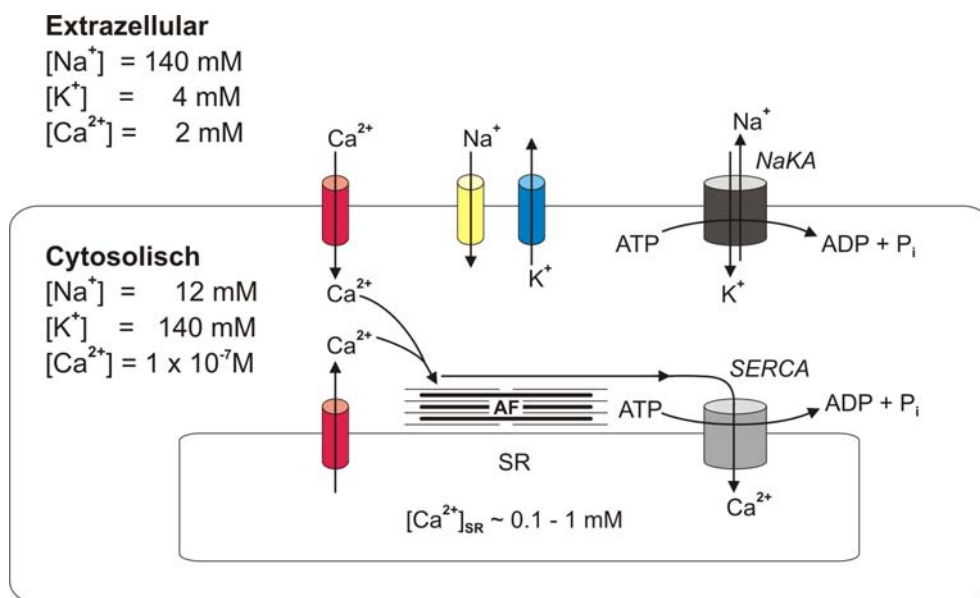 Extrazellular
[Na⁺] = 140 mM
[K⁺] = 4 mM
[Ca²⁺] = 2 mM
Ca²⁺
Na⁺
Na⁺
NaKA
ATP
ADP + Pᵢ
K⁺
K⁺
Cytosolisch
[Na⁺] = 12 mM
[K⁺] = 140 mM
[Ca²⁺] = 1 x 10⁻⁷M
Ca²⁺
Ca²⁺
SERCA
AF
ATP
ADP + Pᵢ
SR
Ca²⁺
[Ca²⁺]SR ~ 0.1 - 1 mM